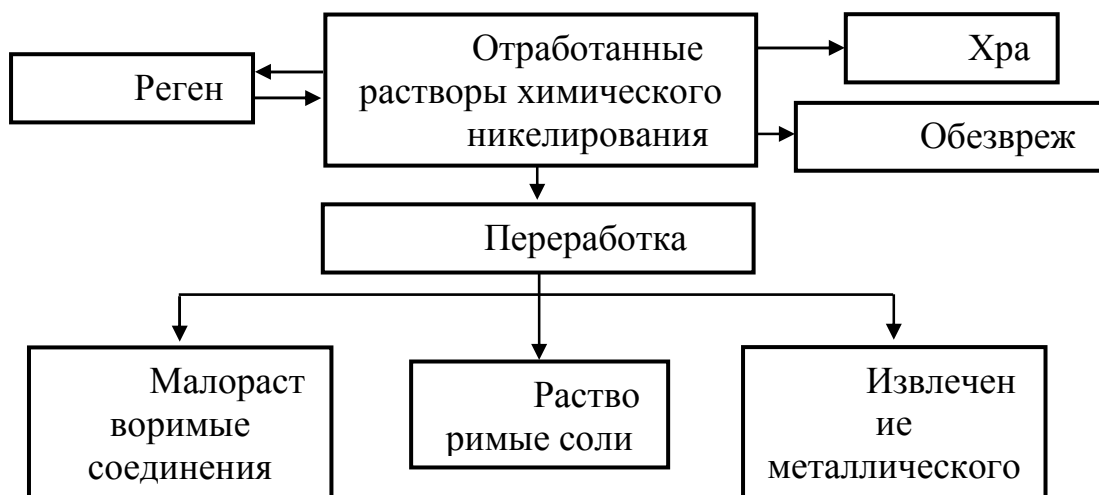 Отработанные
растворы химического
никелирования
Хра
Реген
Обезвреж
Переработка
Малораст
воримые
соединения
Раство
римые соли
Извлечен
ие
металлического